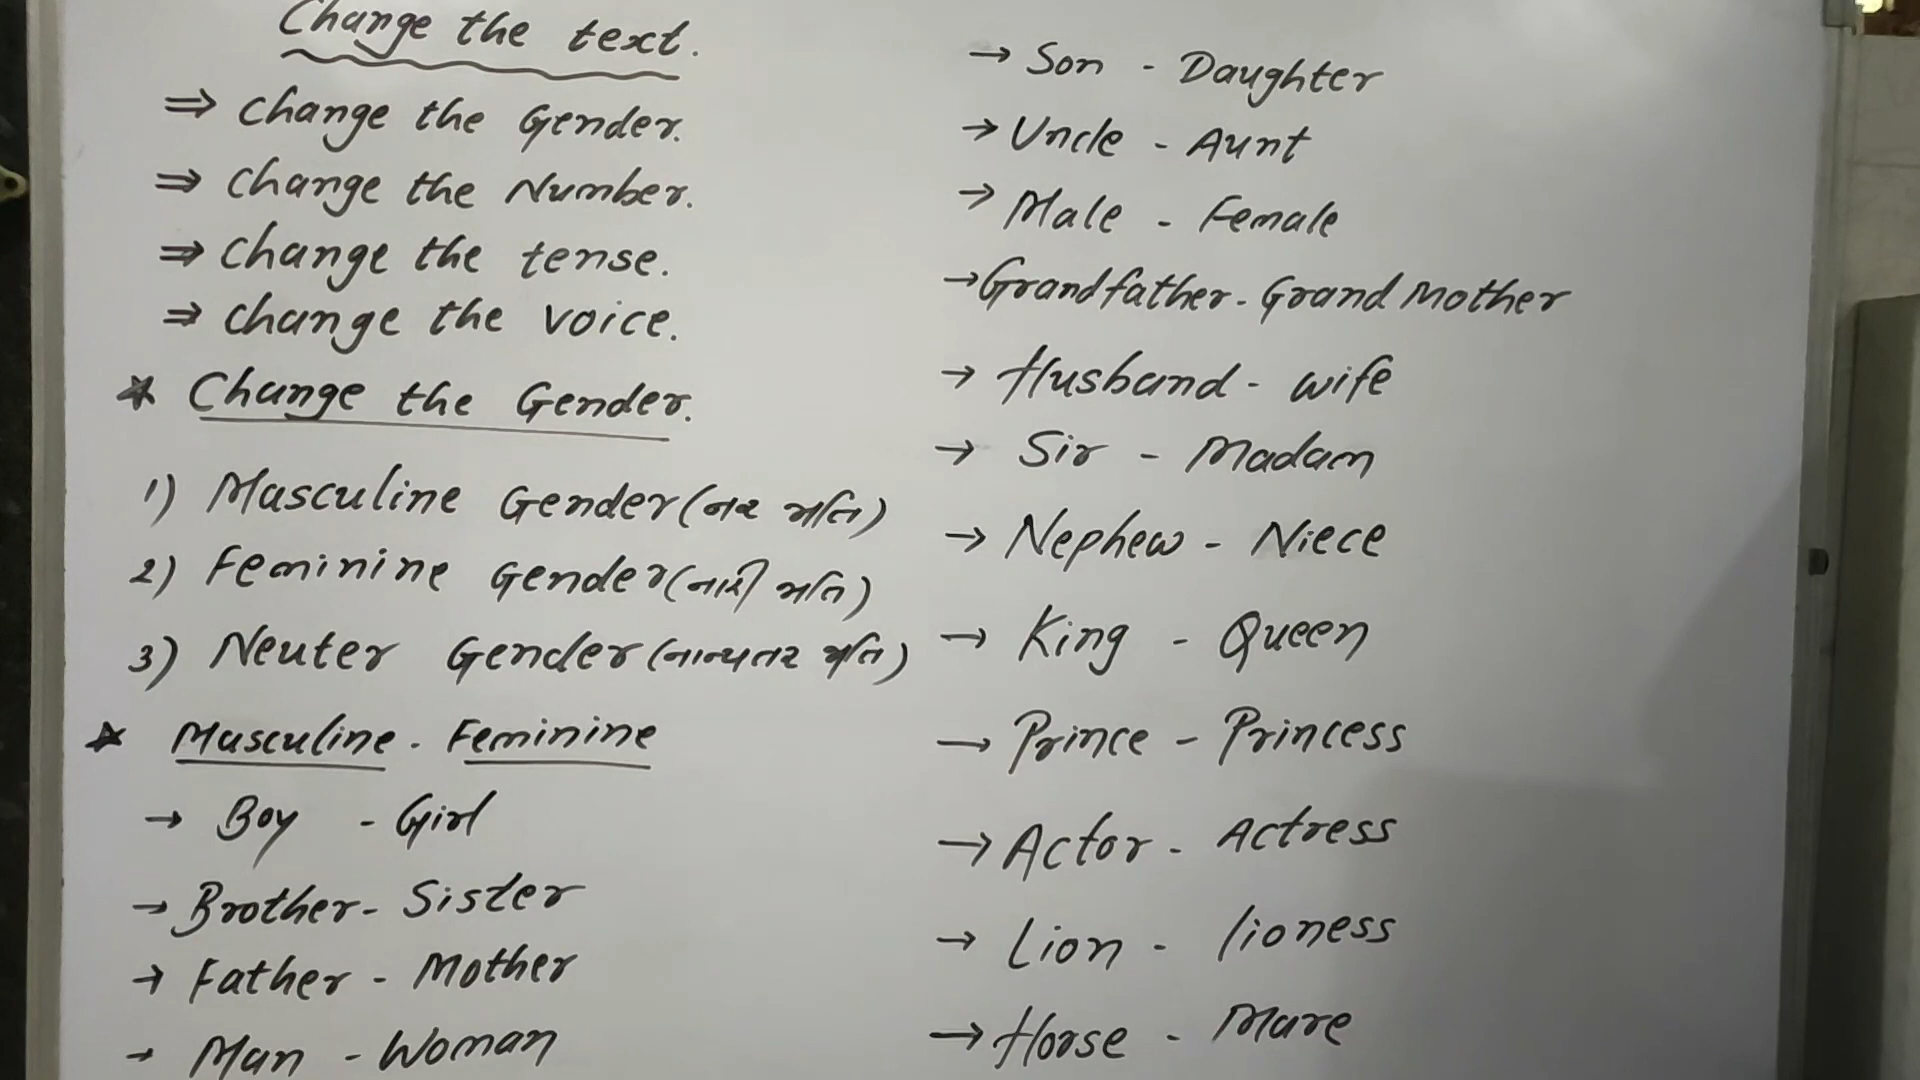 Change the text.
⇒ Change the Gender.
⇒ Change the Number.
⇒ Change the tense.
⇒ Change the voice.
* Change the Gender.
1) Masculine Gender (નર જાતિ)
2) Feminine Gender (નારી જાતિ)
3) Neuter Gender (નાન્યતર જાતિ)
* Masculine - Feminine
→ Boy - Girl
→ Brother - Sister
→ Father - Mother
→ Man - Woman
→ Son - Daughter
→ Uncle - Aunt
→ Male - Female
→ Grandfather - Grand Mother
→ Husband - wife
→ Sir - Madam
→ Nephew - Niece
→ King - Queen
→ Prince - Princess
→ Actor - Actress
→ Lion - lioness
→ Horse - Mare